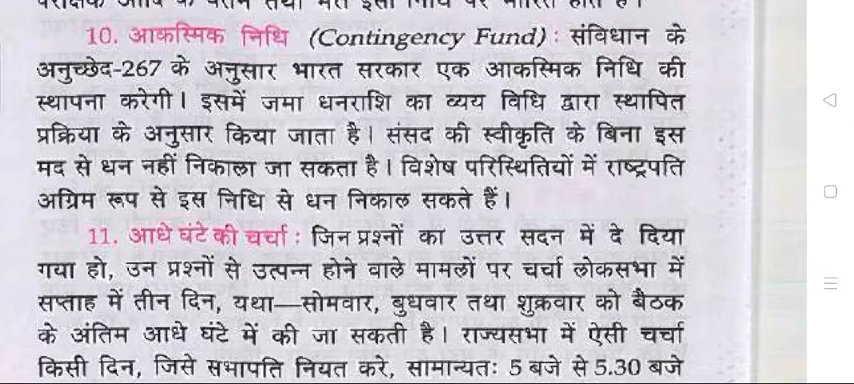 10. आकस्मिक निधि (Contingency Fund) : संविधान के
अनुच्छेद-267 के अनुसार भारत सरकार एक आकस्मिक निधि की
स्थापना करेगी। इसमें जमा धनराशि का व्यय विधि द्वारा स्थापित
प्रक्रिया के अनुसार किया जाता है। संसद की स्वीकृति के बिना इस
मद से धन नहीं निकाला जा सकता है। विशेष परिस्थितियों में राष्ट्रपति
अग्रिम रूप से इस निधि से धन निकाल सकते हैं।
11. आधे घंटे की चर्चा : जिन प्रश्नों का उत्तर सदन में दे दिया
गया हो, उन प्रश्नों से उत्पन्न होने वाले मामलों पर चर्चा लोकसभा में
सप्ताह में तीन दिन, यथा—सोमवार, बुधवार तथा शुक्रवार को बैठक
के अंतिम आधे घंटे में की जा सकती है। राज्यसभा में ऐसी चर्चा
किसी दिन, जिसे सभापति नियत करे, सामान्यतः 5 बजे से 5.30 बजे